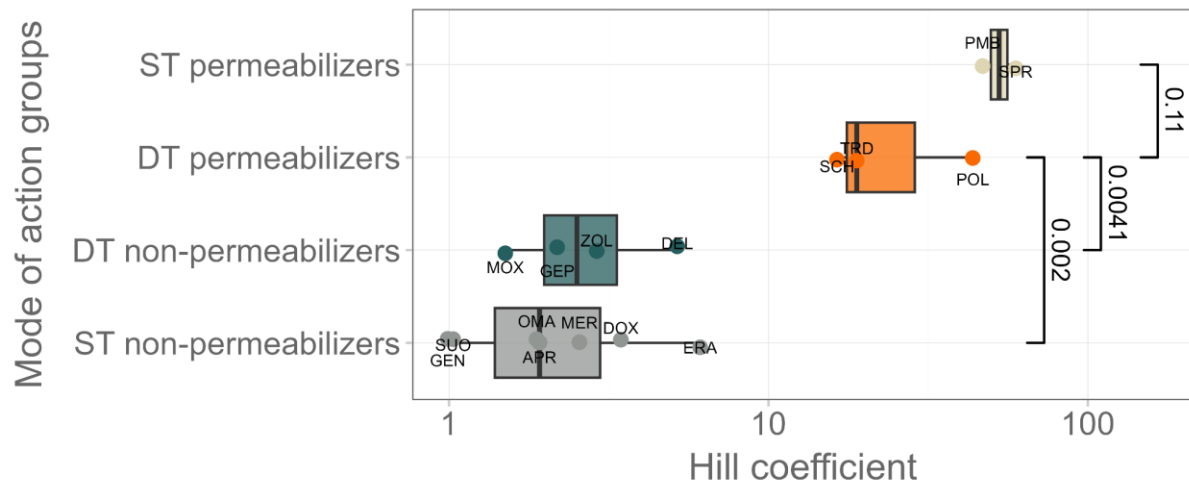 Mode of action groups
ST permeabilizers
PMB
SPR
0.11
DT permeabilizers
TRD
SCH
POL
0.0041
DT non-permeabilizers
ZOL
DEL
MOX
GEP
0.002
ST non-permeabilizers
OMA
MER
DOX
SUO
ERA
GEN
APR
1
10
100
Hill coefficient